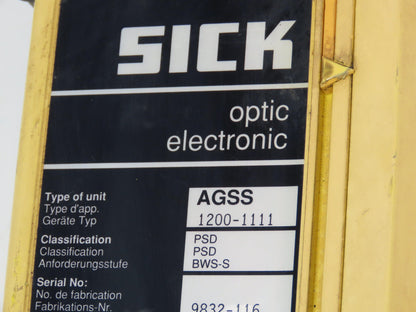 SICK
optic
electronic
Type of unit
Type d'app.
Geräte Typ
AGSS
1200-1111
Classification
Classification
Anforderungsstufe
PSD
PSD
BWS-S
Serial No:
No. de fabrication
Fabrikations-Nr.
9832-116